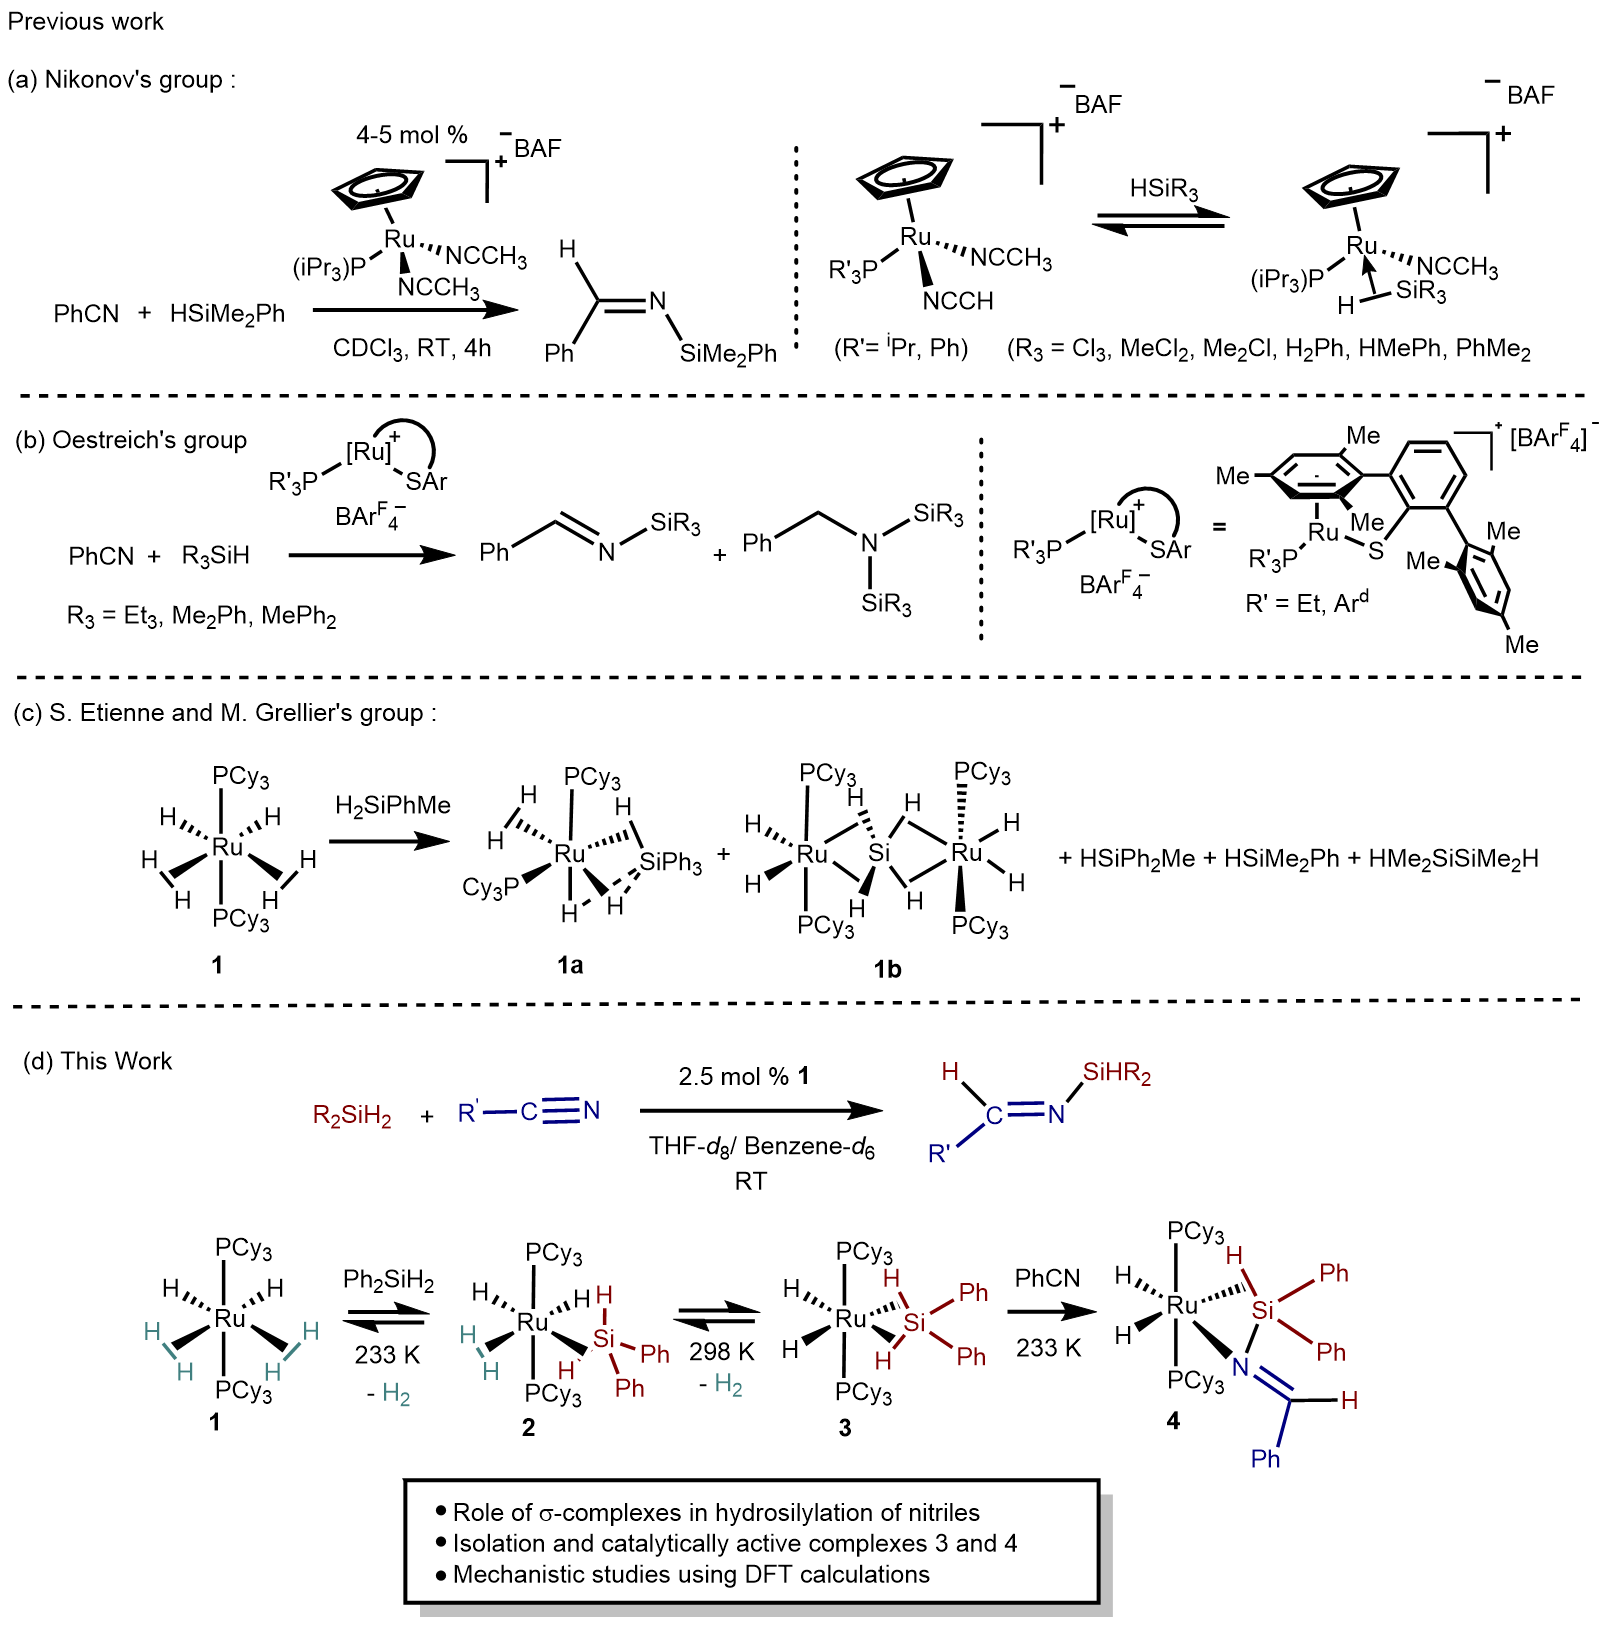 Previous work
(a) Nikonov's group :
4-5 mol %
+
−BAF
Ru
(iPr₃)P
NCCH₃
NCCH₃
PhCN + HSiMe₂Ph
CDCl₃, RT, 4h
H
N
Ph
SiMe₂Ph
+
−BAF
Ru
R'₃P
NCCH₃
NCCH
(R'= ⁱPr, Ph)
HSiR₃
+
−BAF
Ru
(iPr₃)P
NCCH₃
H
SiR₃
(R₃ = Cl₃, MeCl₂, Me₂Cl, H₂Ph, HMePh, PhMe₂
(b) Oestreich's group
[Ru]+
R'₃P
SAr
BArF₄−
PhCN + R₃SiH
R₃ = Et₃, Me₂Ph, MePh₂
Ph
N
SiR₃
+
Ph
N
SiR₃
SiR₃
[Ru]+
R'₃P
SAr
BArF₄−
=
+ [BArF₄]−
Me
Me
Me
Ru
S
R'₃P
Me
Me
Me
R' = Et, Arᵈ
(c) S. Etienne and M. Grellier's group :
PCy₃
H
H
Ru
H
H
H
H
PCy₃
1
H₂SiPhMe
PCy₃
H
H
H
Ru
SiPh₃
Cy₃P
H
H
1a
+
PCy₃
PCy₃
H
H
H
H
Ru
Si
Ru
H
H
H
H
PCy₃
PCy₃
1b
+ HSiPh₂Me + HSiMe₂Ph + HMe₂SiSiMe₂H
(d) This Work
R₂SiH₂ + R'
C
N
2.5 mol % 1
THF-d₈/ Benzene-d₆
RT
H
SiHR₂
C
N
R'
PCy₃
H
H
Ru
H
H
H
H
PCy₃
1
Ph₂SiH₂
233 K
- H₂
PCy₃
H
H
H
Ru
H
Si
H
H
Ph
Ph
PCy₃
2
298 K
- H₂
PCy₃
H
H
Ph
Ru
Si
H
H
Ph
PCy₃
3
PhCN
233 K
PCy₃
H
H
Ph
Ru
Si
H
Ph
PCy₃
N
H
Ph
4
• Role of σ-complexes in hydrosilylation of nitriles
• Isolation and catalytically active complexes 3 and 4
• Mechanistic studies using DFT calculations